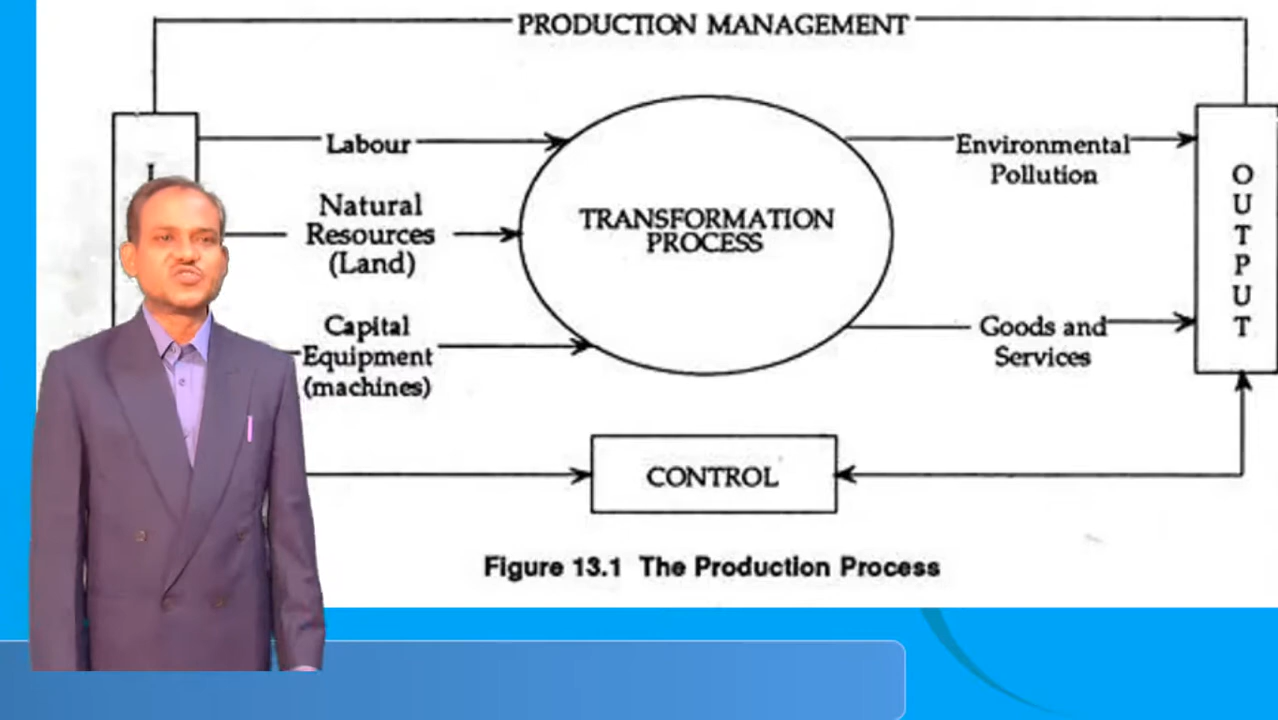 PRODUCTION MANAGEMENT
I
Labour
Natural
Resources
(Land)
Capital
Equipment
(machines)
TRANSFORMATION
PROCESS
Environmental
Pollution
Goods and
Services
O
U
T
P
U
T
CONTROL
Figure 13.1 The Production Process